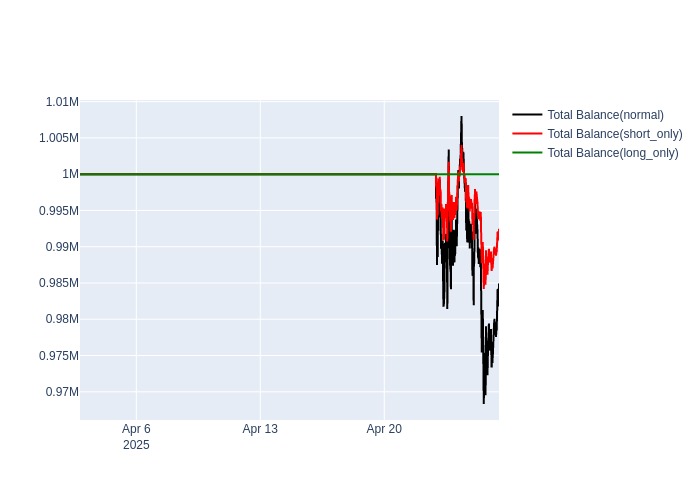 1.01M
1.005M
1M
0.995M
0.99M
0.985M
0.98M
0.975M
0.97M
Apr 6
2025
Apr 13
Apr 20
Total Balance(normal)
Total Balance(short_only)
Total Balance(long_only)